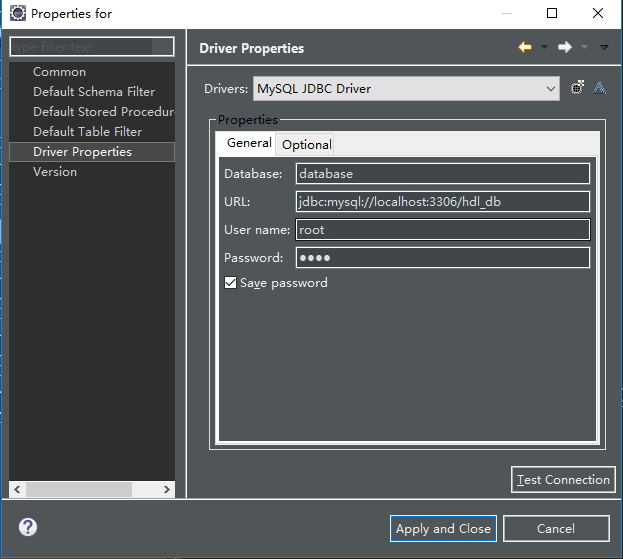 Properties for
type filter text
Common
Default Schema Filter
Default Stored Procedur
Default Table Filter
Driver Properties
Version
Driver Properties
Drivers: MySQL JDBC Driver
Properties
General Optional
Database: database
URL: jdbc:mysql://localhost:3306/hdl_db
User name: root
Password: ●●●●
Save password
Test Connection
? Apply and Close Cancel